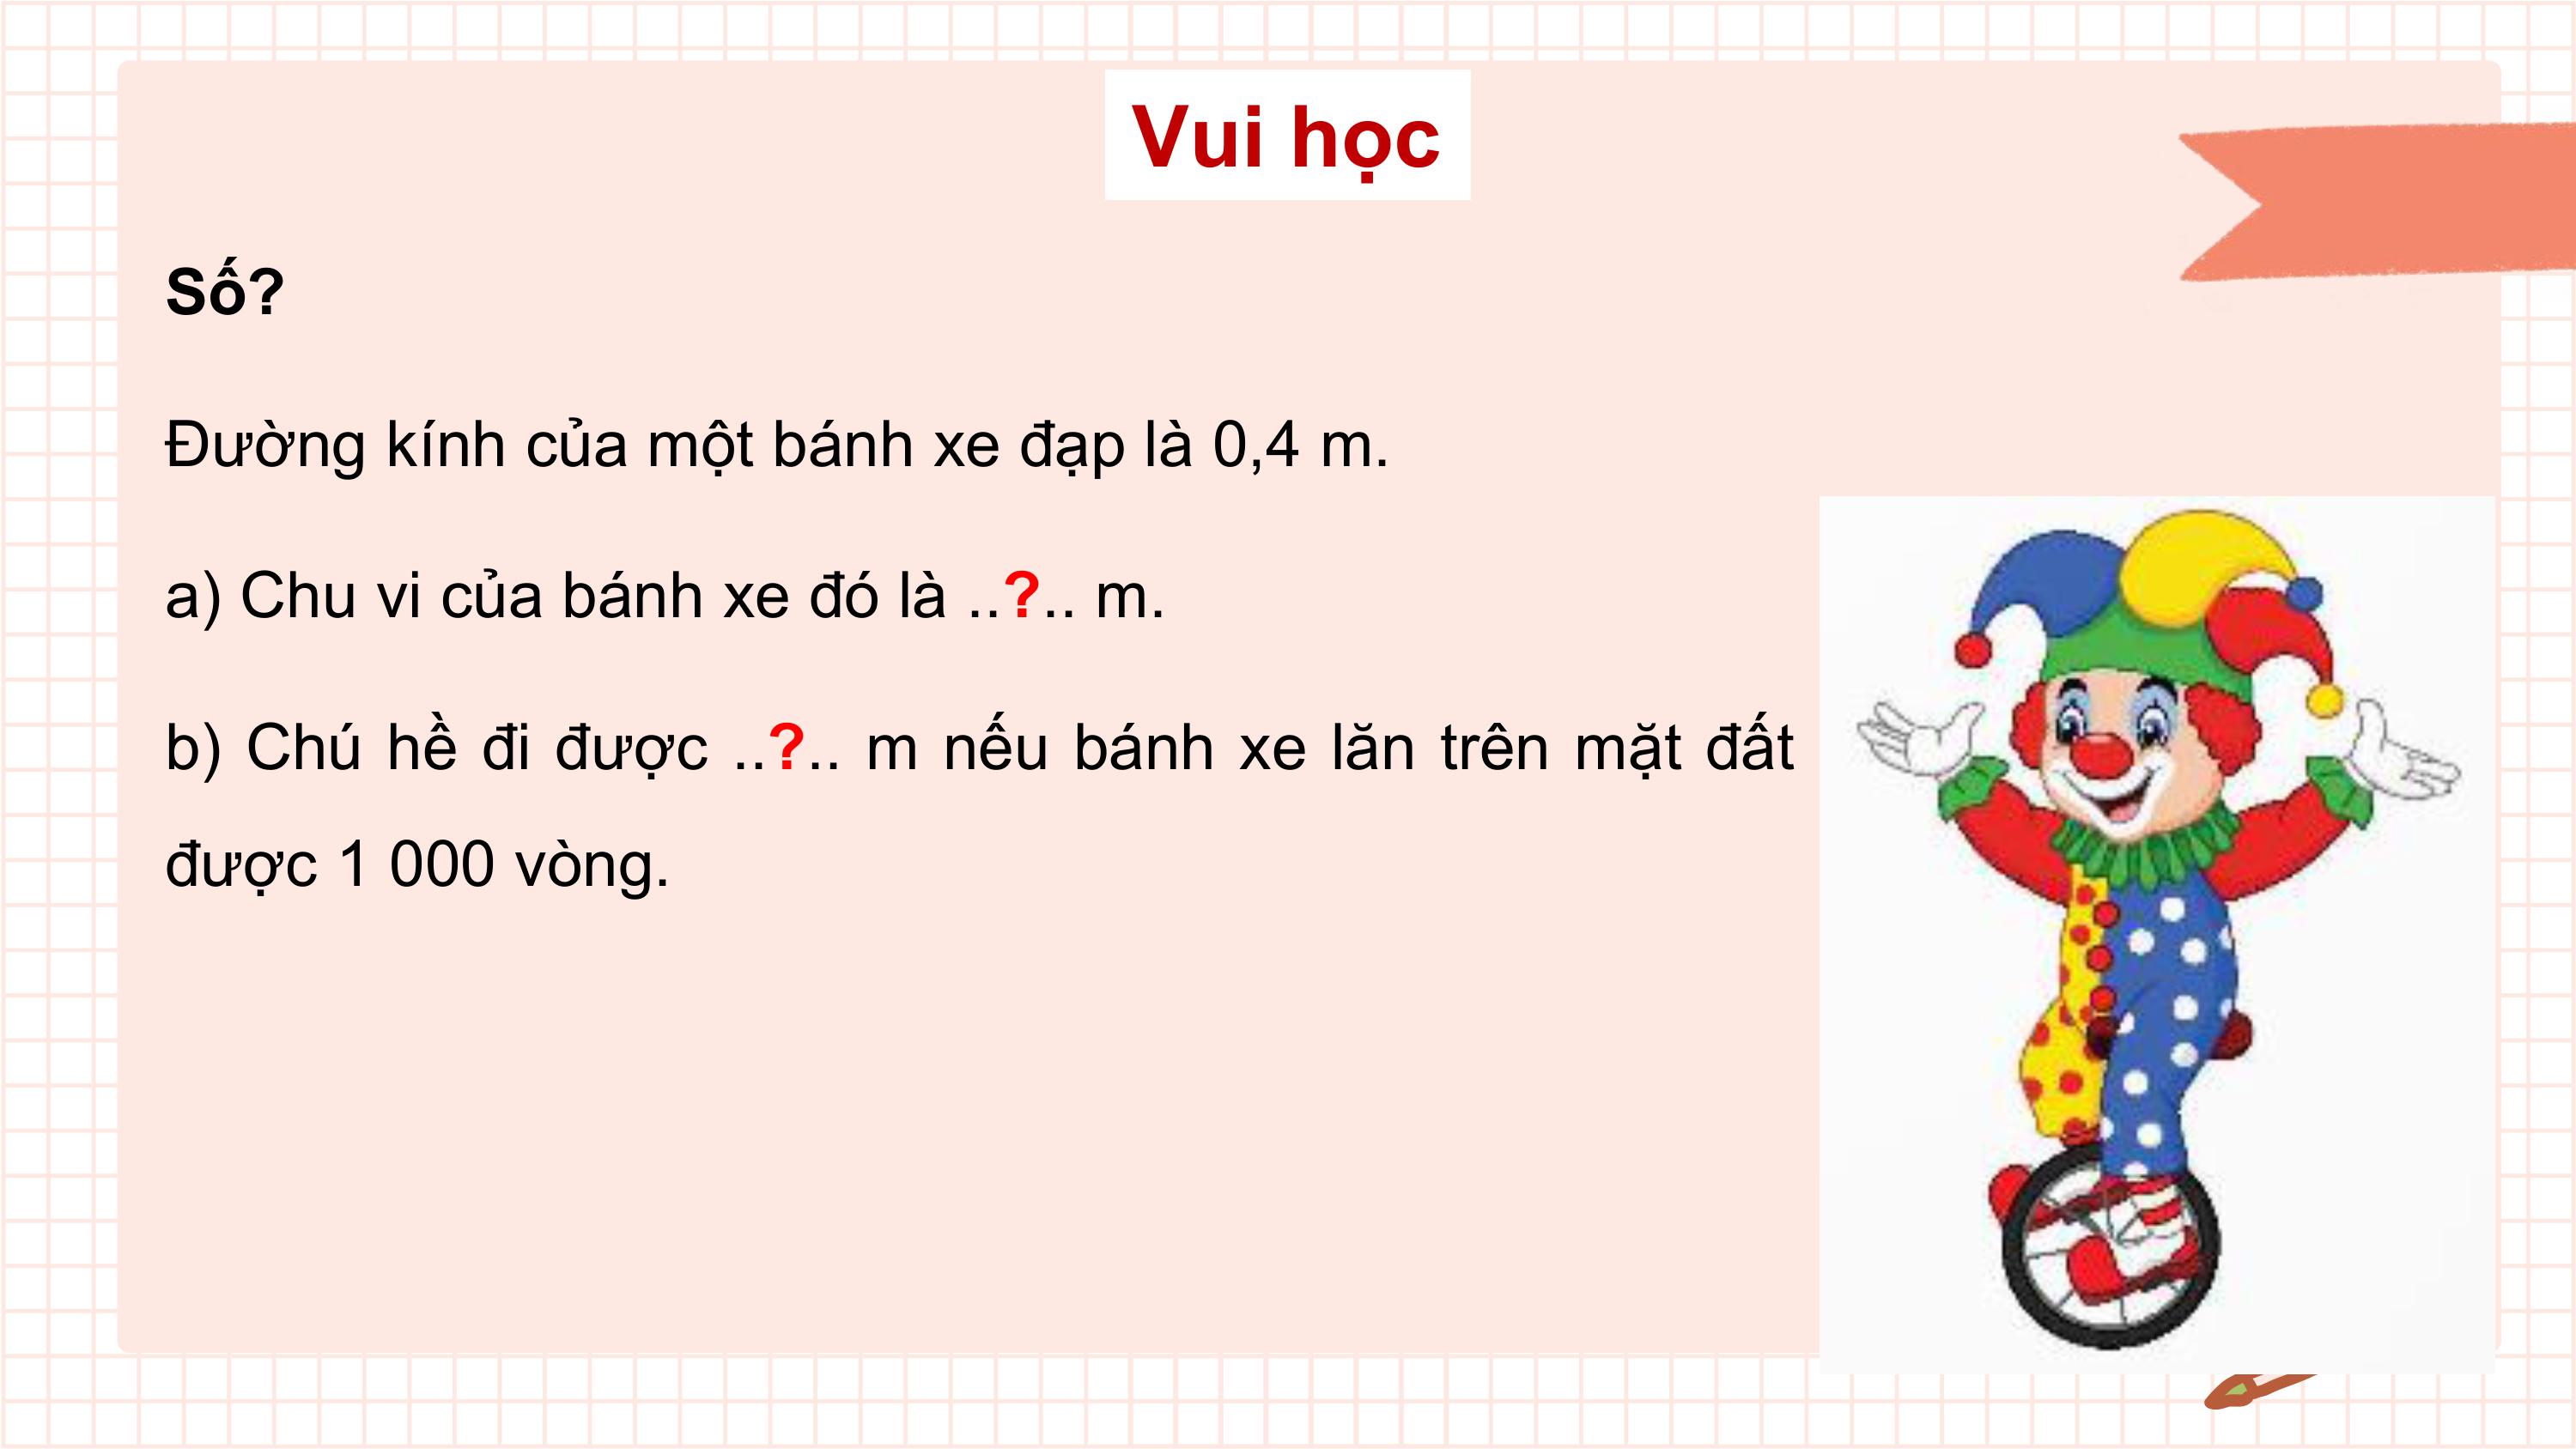 Vui học
Số?
Đường kính của một bánh xe đạp là 0,4 m.
a) Chu vi của bánh xe đó là ..?.. m.
b) Chú hề đi được ..?.. m nếu bánh xe lăn trên mặt đất
được 1 000 vòng.